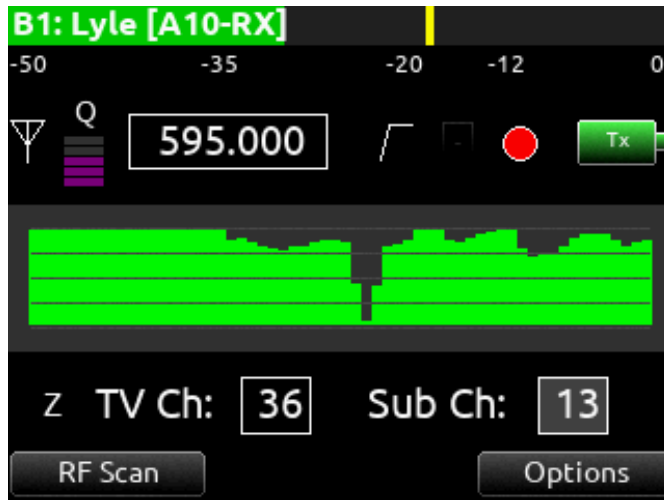 B1: Lyle [A10-RX]
-50 -35 -20 -12 0
Q
595.000 - Tx
Z TV Ch: 36 Sub Ch: 13
RF Scan Options